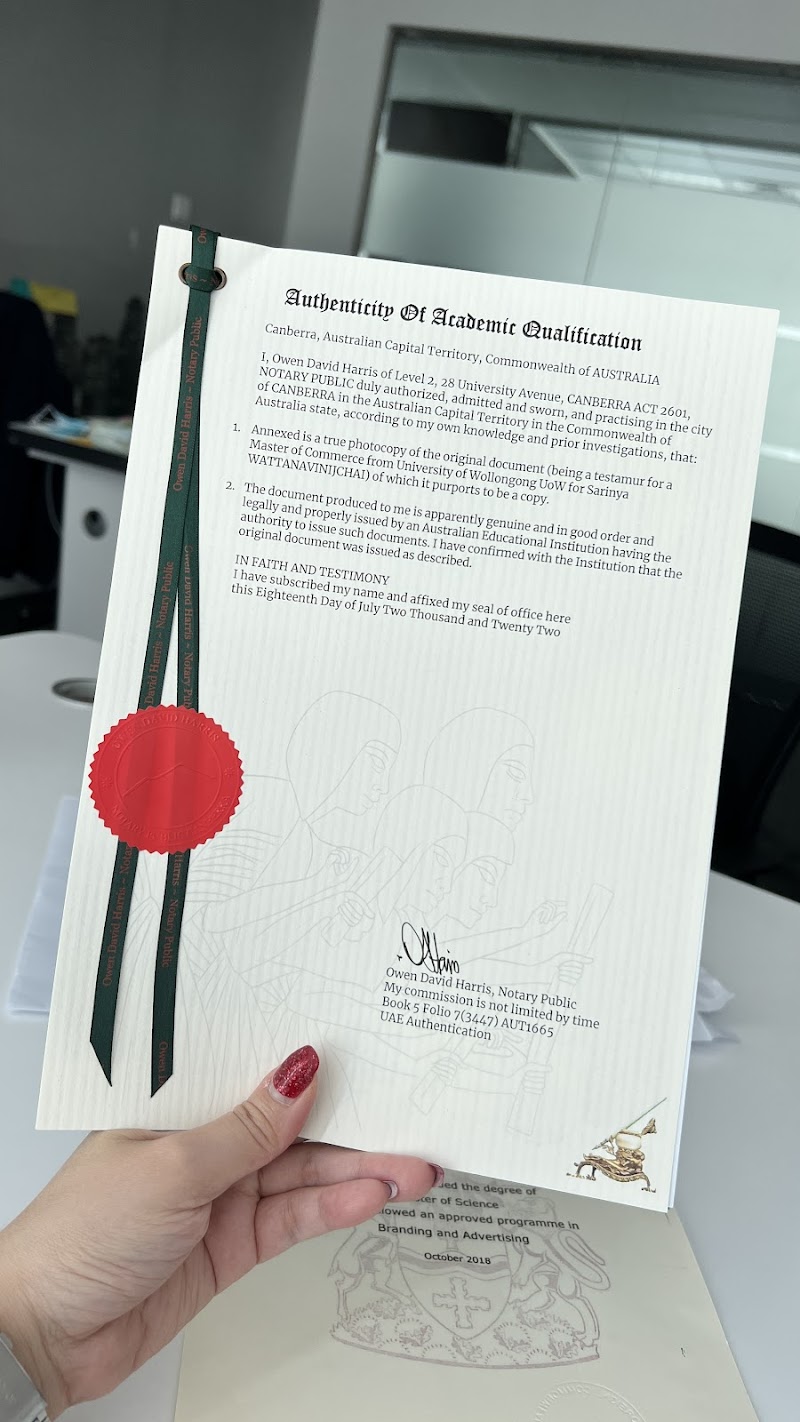 Authenticity Of Academic Qualification
Canberra, Australian Capital Territory, Commonwealth of AUSTRALIA
I, Owen David Harris of Level 2, 28 University Avenue, CANBERRA ACT 2601,
NOTARY PUBLIC duly authorized, admitted and sworn, and practising in the city
of CANBERRA in the Australian Capital Territory in the Commonwealth of
Australia state, according to my own knowledge and prior investigations, that:
1. Annexed is a true photocopy of the original document (being a testamur for a
Master of Commerce from University of Wollongong UoW for Sarinya
WATTANAVINIJCHAI) of which it purports to be a copy.
2. The document produced to me is apparently genuine and in good order and
legally and properly issued by an Australian Educational Institution having the
authority to issue such documents. I have confirmed with the Institution that the
original document was issued as described.
IN FAITH AND TESTIMONY
I have subscribed my name and affixed my seal of office here
this Eighteenth Day of July Two Thousand and Twenty Two
Owen David Harris ~ Notary Public
David Harris ~ Notary Public
Owen David Harris ~ Notary Publ
OWEN DAVID HARRIS
Owen David Harris ~ Notar
Harris ~ Notary Public
Owen D
Owen David Harris, Notary Public
My commission is not limited by time
Book 5 Folio 7(3447) AUT1665
UAE Authentication
the degree of
of Science
an approved programme in
Branding and Advertising
October 2018